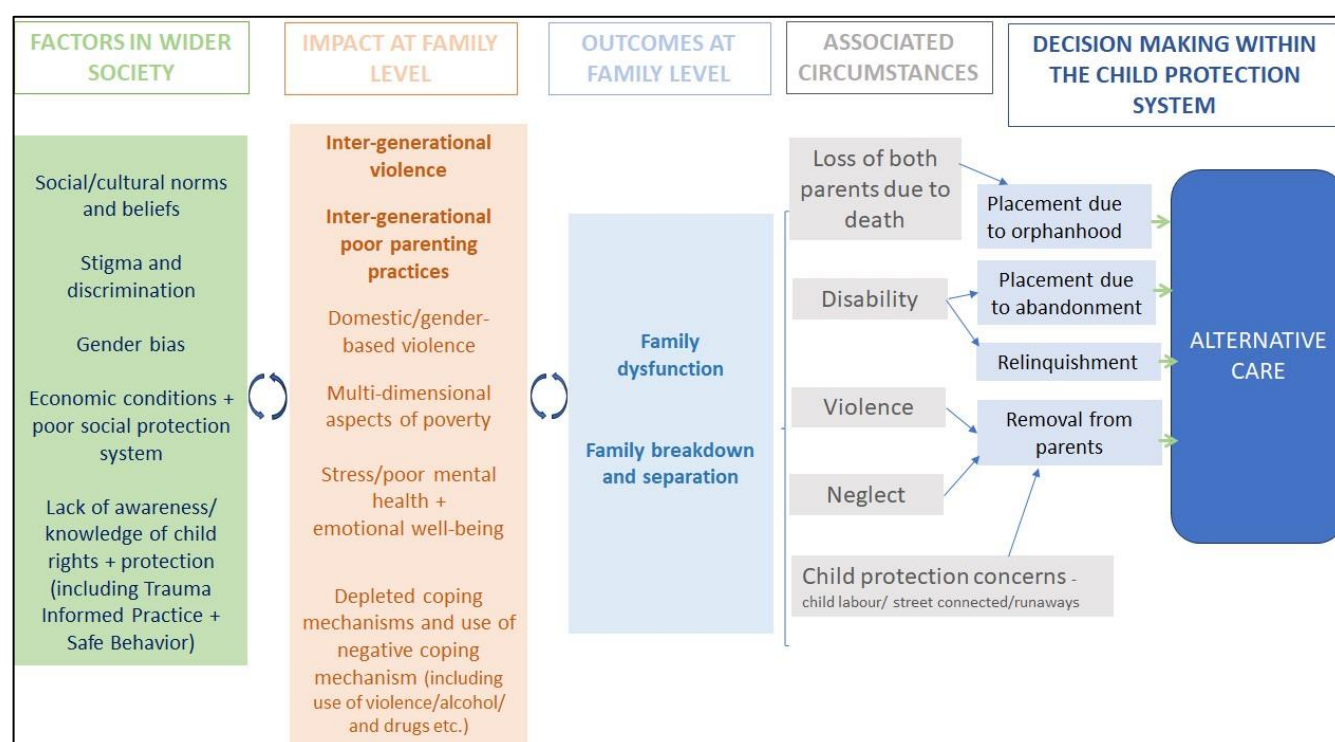 FACTORS IN WIDER
SOCIETY
IMPACT AT FAMILY
LEVEL
OUTCOMES AT
FAMILY LEVEL
ASSOCIATED
CIRCUMSTANCES
DECISION MAKING WITHIN
THE CHILD PROTECTION
SYSTEM
Social/cultural norms
and beliefs
Stigma and
discrimination
Gender bias
Economic conditions +
poor social protection
system
Lack of awareness/
knowledge of child
rights + protection
(including Trauma
Informed Practice +
Safe Behavior)
Inter-generational
violence
Inter-generational
poor parenting
practices
Domestic/gender-
based violence
Multi-dimensional
aspects of poverty
Stress/poor mental
health +
emotional well-being
Depleted coping
mechanisms and use of
negative coping
mechanism (including
use of violence/alcohol/
and drugs etc.)
Family
dysfunction
Family breakdown
and separation
Loss of both
parents due to
death
Disability
Violence
Neglect
Child protection concerns -
child labour/ street connected/runaways
Placement due
to orphanhood
Placement due
to abandonment
Relinquishment
Removal from
parents
ALTERNATIVE
CARE